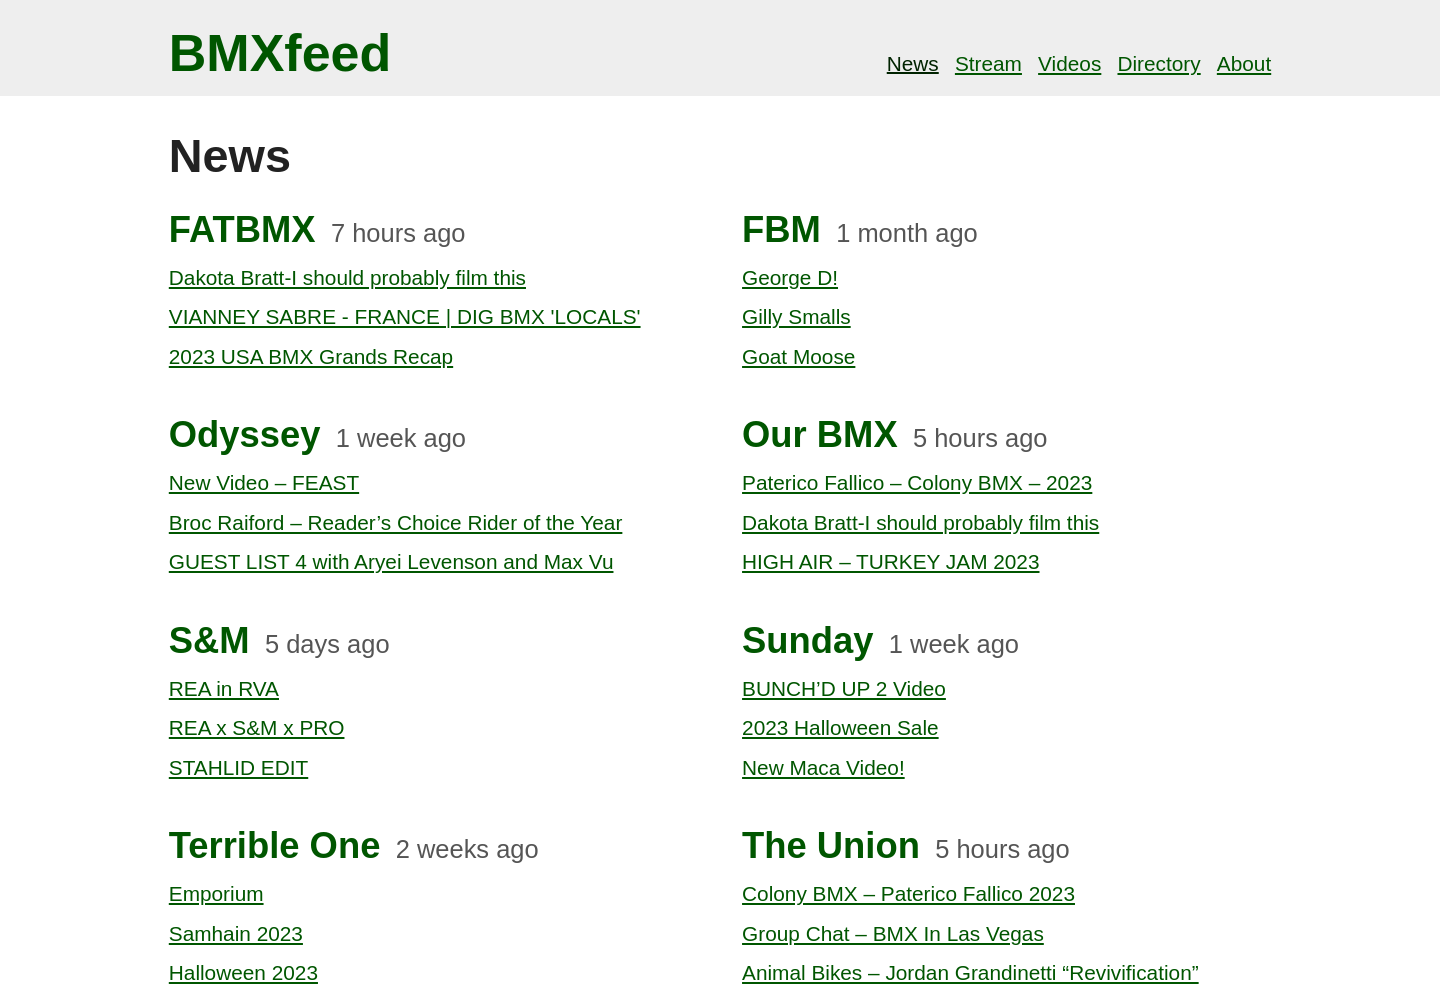 BMXfeed
News Stream Videos Directory About
News
FATBMX 7 hours ago
Dakota Bratt-I should probably film this
VIANNEY SABRE - FRANCE | DIG BMX 'LOCALS'
2023 USA BMX Grands Recap
FBM 1 month ago
George D!
Gilly Smalls
Goat Moose
Odyssey 1 week ago
New Video – FEAST
Broc Raiford – Reader’s Choice Rider of the Year
GUEST LIST 4 with Aryei Levenson and Max Vu
Our BMX 5 hours ago
Paterico Fallico – Colony BMX – 2023
Dakota Bratt-I should probably film this
HIGH AIR – TURKEY JAM 2023
S&M 5 days ago
REA in RVA
REA x S&M x PRO
STAHLID EDIT
Sunday 1 week ago
BUNCH’D UP 2 Video
2023 Halloween Sale
New Maca Video!
Terrible One 2 weeks ago
Emporium
Samhain 2023
Halloween 2023
The Union 5 hours ago
Colony BMX – Paterico Fallico 2023
Group Chat – BMX In Las Vegas
Animal Bikes – Jordan Grandinetti “Revivification”